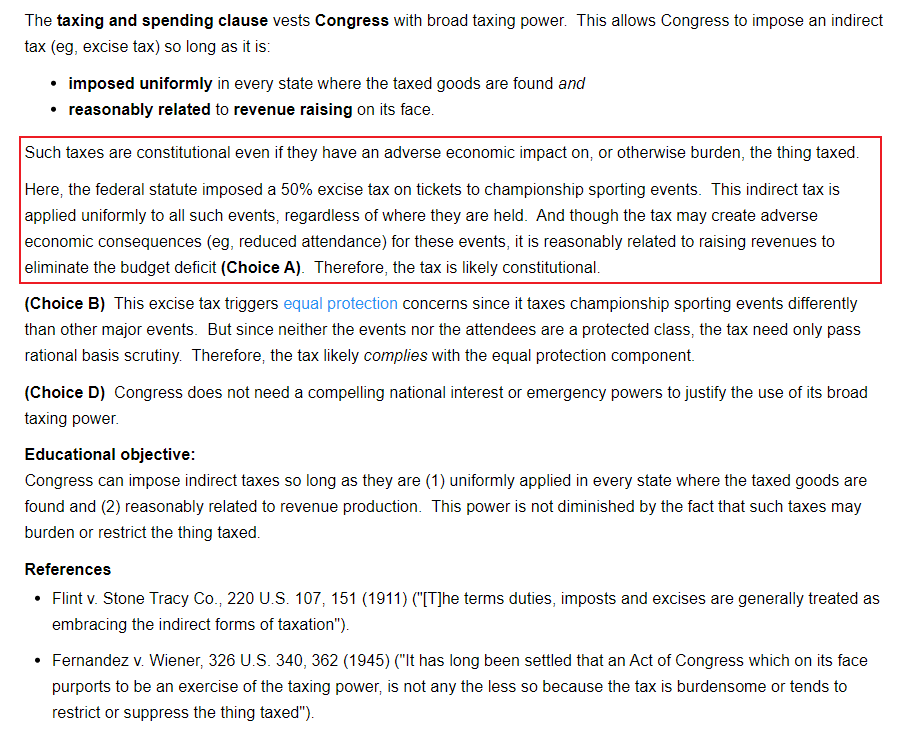 The taxing and spending clause vests Congress with broad taxing power. This allows Congress to impose an indirect
tax (eg, excise tax) so long as it is:
• imposed uniformly in every state where the taxed goods are found and
• reasonably related to revenue raising on its face.
Such taxes are constitutional even if they have an adverse economic impact on, or otherwise burden, the thing taxed.
Here, the federal statute imposed a 50% excise tax on tickets to championship sporting events. This indirect tax is
applied uniformly to all such events, regardless of where they are held. And though the tax may create adverse
economic consequences (eg, reduced attendance) for these events, it is reasonably related to raising revenues to
eliminate the budget deficit (Choice A). Therefore, the tax is likely constitutional.
(Choice B) This excise tax triggers equal protection concerns since it taxes championship sporting events differently
than other major events. But since neither the events nor the attendees are a protected class, the tax need only pass
rational basis scrutiny. Therefore, the tax likely complies with the equal protection component.
(Choice D) Congress does not need a compelling national interest or emergency powers to justify the use of its broad
taxing power.
Educational objective:
Congress can impose indirect taxes so long as they are (1) uniformly applied in every state where the taxed goods are
found and (2) reasonably related to revenue production. This power is not diminished by the fact that such taxes may
burden or restrict the thing taxed.
References
• Flint v. Stone Tracy Co., 220 U.S. 107, 151 (1911) ("[T]he terms duties, imposts and excises are generally treated as
embracing the indirect forms of taxation").
• Fernandez v. Wiener, 326 U.S. 340, 362 (1945) ("It has long been settled that an Act of Congress which on its face
purports to be an exercise of the taxing power, is not any the less so because the tax is burdensome or tends to
restrict or suppress the thing taxed").